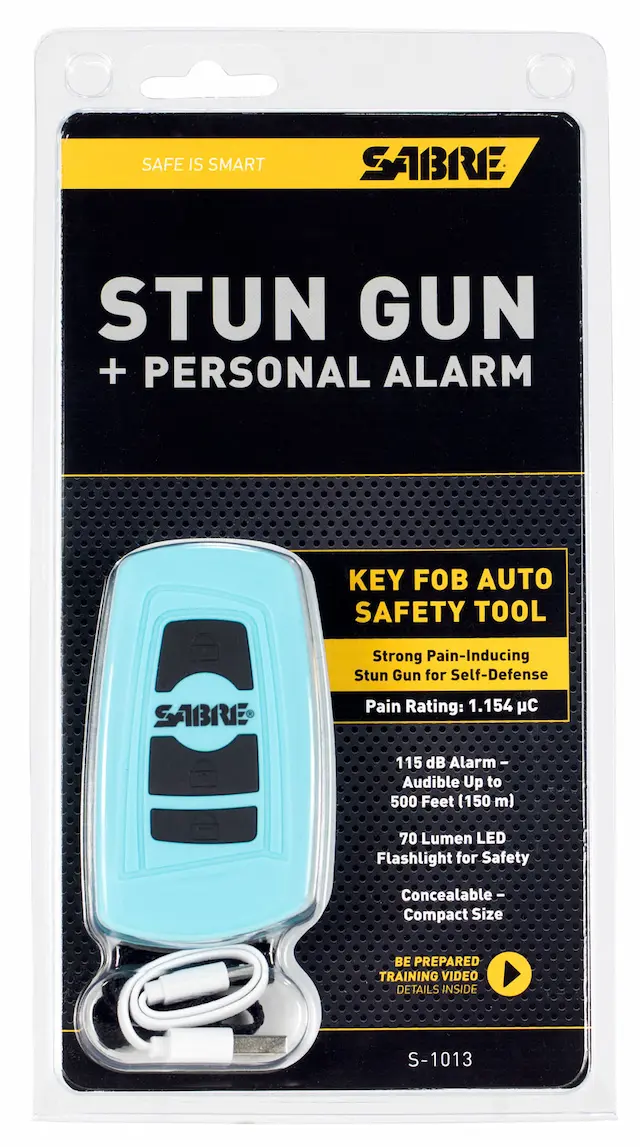 SAFE IS SMART
SABRE
STUN GUN
+ PERSONAL ALARM
KEY FOB AUTO
SAFETY TOOL
Strong Pain-Inducing
Stun Gun for Self-Defense
Pain Rating: 1.154 µC
SABRE®
115 dB Alarm –
Audible Up to
500 Feet (150 m)
70 Lumen LED
Flashlight for Safety
Concealable –
Compact Size
BE PREPARED
TRAINING VIDEO
DETAILS INSIDE
S-1013